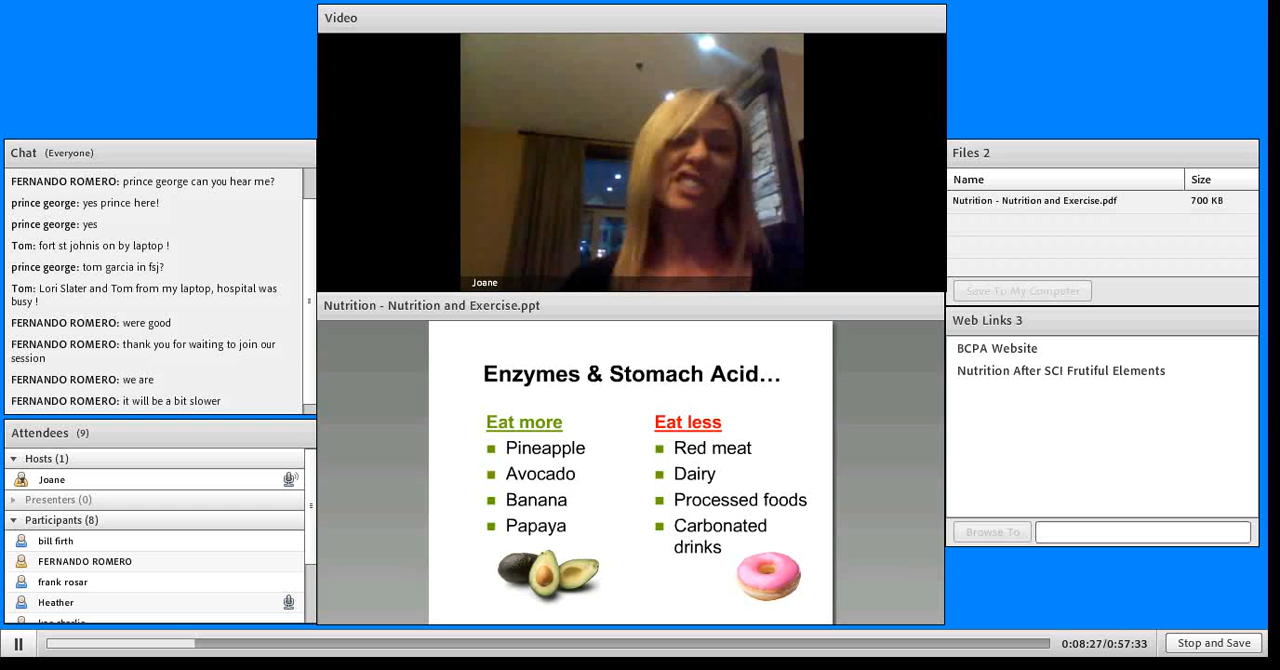 Video
Joane
Chat (Everyone)
FERNANDO ROMERO: prince george can you hear me?
prince george: yes prince here!
prince george: yes
Tom: fort st johnis on by laptop !
prince george: tom garcia in fsj?
Tom: Lori Slater and Tom from my laptop, hospital was
busy !
FERNANDO ROMERO: were good
FERNANDO ROMERO: thank you for waiting to join our
session
FERNANDO ROMERO: we are
FERNANDO ROMERO: it will be a bit slower
Attendees (9)
Hosts (1)
Joane
Presenters (0)
Participants (8)
bill firth
FERNANDO ROMERO
frank rosar
Heather
Nutrition - Nutrition and Exercise.ppt
Enzymes & Stomach Acid…
Eat more
Pineapple
Avocado
Banana
Papaya
Eat less
Red meat
Dairy
Processed foods
Carbonated
drinks
Files 2
Name Size
Nutrition - Nutrition and Exercise.pdf 700 KB
Save To My Computer
Web Links 3
BCPA Website
Nutrition After SCI Frutiful Elements
Browse To
0:08:27/0:57:33
Stop and Save